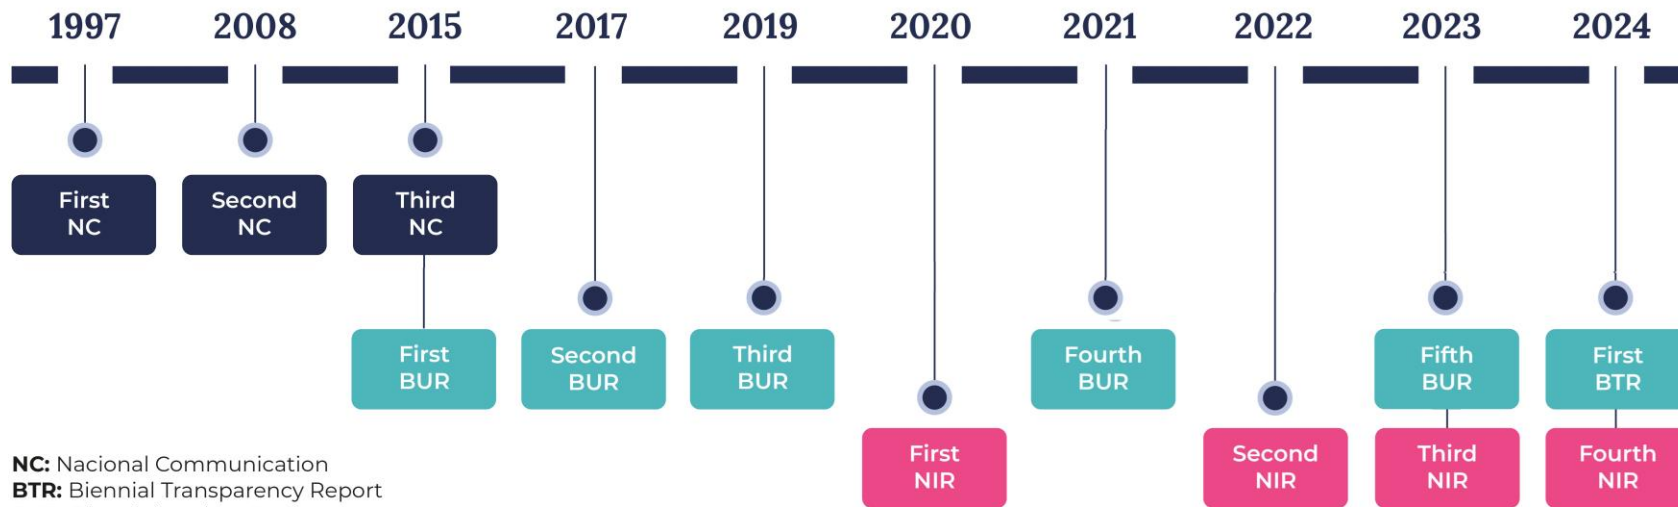 1997 2008 2015 2017 2019 2020 2021 2022 2023 2024
First
NC
Second
NC
Third
NC
First
BUR
Second
BUR
Third
BUR
Fourth
BUR
Fifth
BUR
First
BTR
First
NIR
Second
NIR
Third
NIR
Fourth
NIR
NC: Nacional Communication
BTR: Biennial Transparency Report